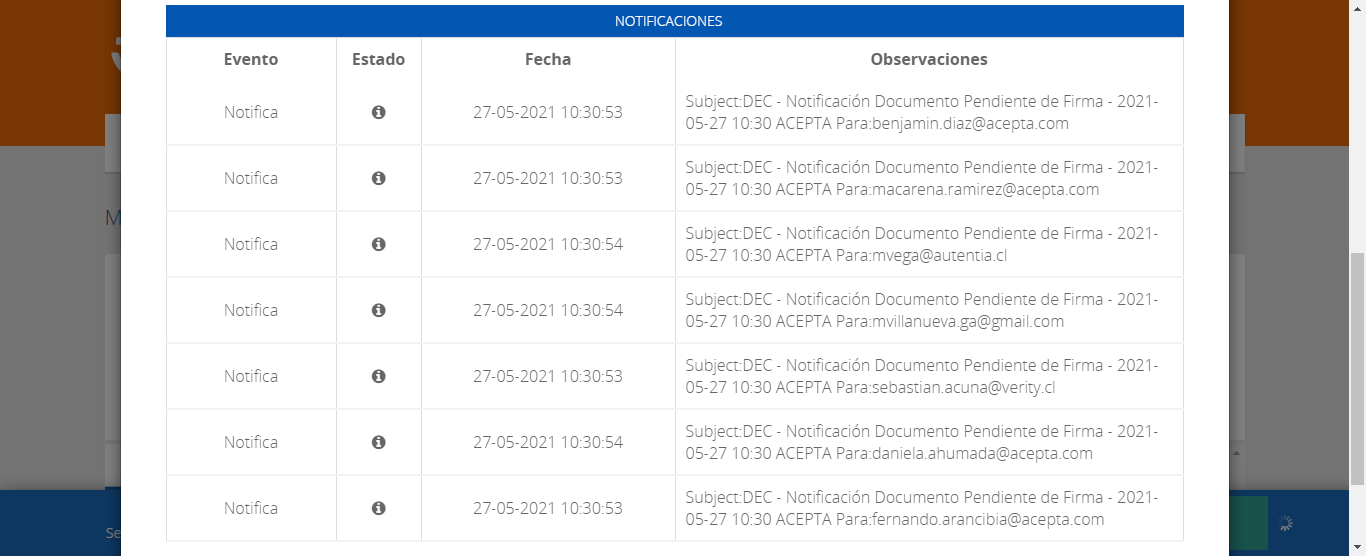 NOTIFICACIONES
Evento Estado Fecha Observaciones
Notifica 27-05-2021 10:30:53 Subject:DEC - Notificación Documento Pendiente de Firma - 2021-
05-27 10:30 ACEPTA Para:benjamin.diaz@acepta.com
Notifica 27-05-2021 10:30:53 Subject:DEC - Notificación Documento Pendiente de Firma - 2021-
05-27 10:30 ACEPTA Para:macarena.ramirez@acepta.com
Notifica 27-05-2021 10:30:54 Subject:DEC - Notificación Documento Pendiente de Firma - 2021-
05-27 10:30 ACEPTA Para:mvega@autentia.cl
Notifica 27-05-2021 10:30:54 Subject:DEC - Notificación Documento Pendiente de Firma - 2021-
05-27 10:30 ACEPTA Para:mvillanueva.ga@gmail.com
Notifica 27-05-2021 10:30:53 Subject:DEC - Notificación Documento Pendiente de Firma - 2021-
05-27 10:30 ACEPTA Para:sebastian.acuna@verity.cl
Notifica 27-05-2021 10:30:54 Subject:DEC - Notificación Documento Pendiente de Firma - 2021-
05-27 10:30 ACEPTA Para:daniela.ahumada@acepta.com
Notifica 27-05-2021 10:30:53 Subject:DEC - Notificación Documento Pendiente de Firma - 2021-
05-27 10:30 ACEPTA Para:fernando.arancibia@acepta.com